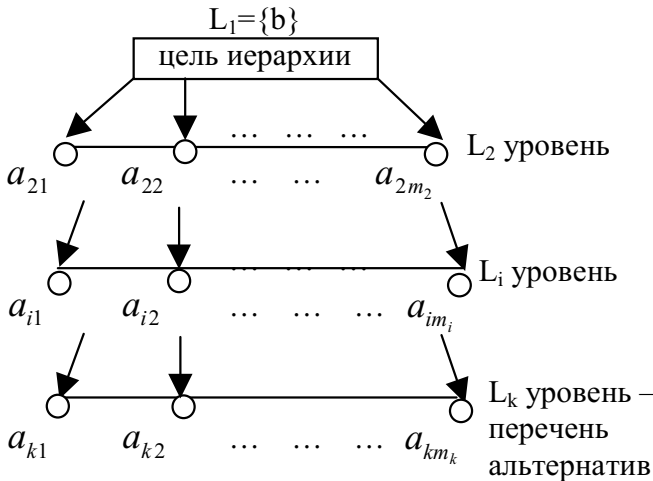 L₁={b}
цель иерархии
… … …
L₂ уровень
a₂₁ a₂₂ … … a₂ₘ₂
… … …
Lᵢ уровень
aᵢ₁ aᵢ₂ … … … aᵢₘᵢ
Lₖ уровень –
перечень
альтернатив
aₖ₁ aₖ₂ … … … aₖₘₖ